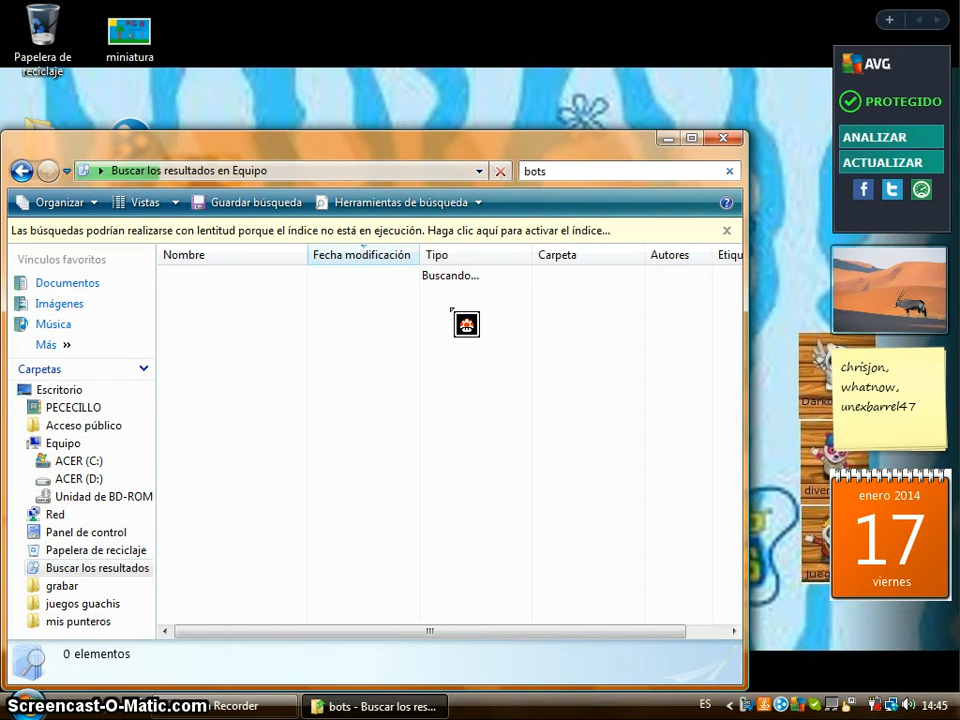 Papelera de
reciclaje
miniatura
AVG
PROTEGIDO
ANALIZAR
ACTUALIZAR
Buscar los resultados en Equipo
bots
Organizar
Vistas
Guardar búsqueda
Herramientas de búsqueda
Las búsquedas podrían realizarse con lentitud porque el índice no está en ejecución. Haga clic aquí para activar el índice...
Vínculos favoritos
Documentos
Imágenes
Música
Más »
Carpetas
Escritorio
PECECILLO
Acceso público
Equipo
ACER (C:)
ACER (D:)
Unidad de BD-ROM
Red
Panel de control
Papelera de reciclaje
Buscar los resultados
grabar
juegos guachis
mis punteros
Nombre
Fecha modificación
Tipo
Carpeta
Autores
Etiqu
Buscando...
0 elementos
chrisjon,
whatnow,
unexbarrel47
enero 2014
17
viernes
Screencast-O-Matic.com
Recorder
bots - Buscar los res...
ES
14:45